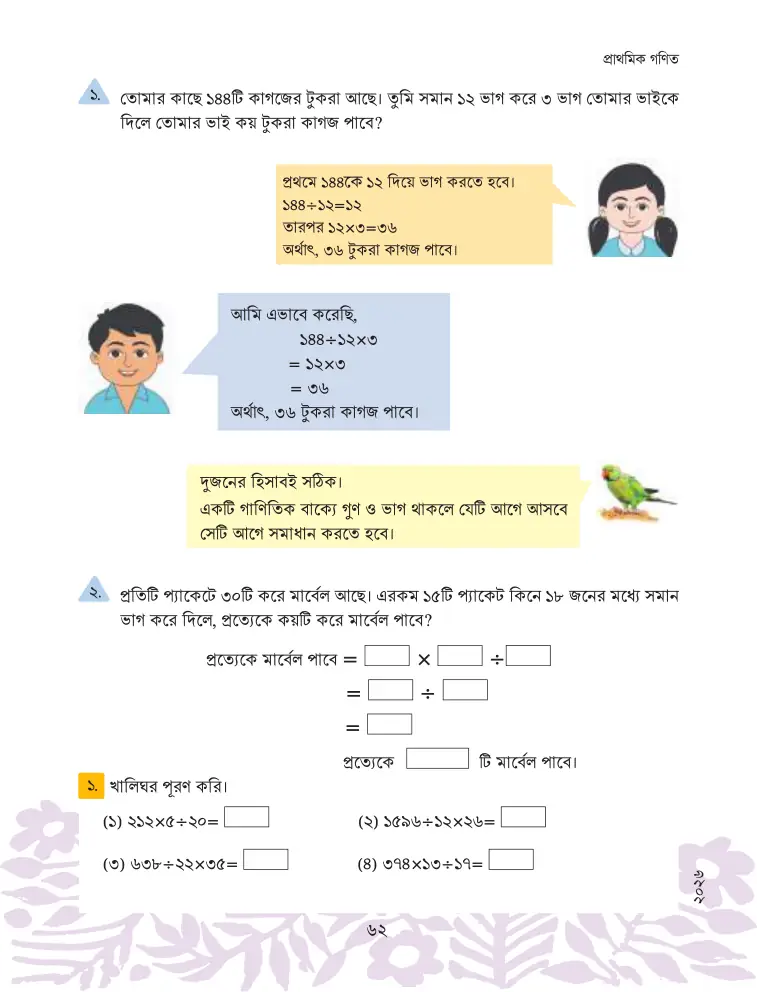 প্রাথমিক গণিত
১. তোমার কাছে ১৪৪টি কাগজের টুকরা আছে। তুমি সমান ১২ ভাগ করে ৩ ভাগ তোমার ভাইকে
দিলে তোমার ভাই কয় টুকরা কাগজ পাবে?
প্রথমে ১৪৪কে ১২ দিয়ে ভাগ করতে হবে।
১৪৪÷১২=১২
তারপর ১২×৩=৩৬
অর্থাৎ, ৩৬ টুকরা কাগজ পাবে।
আমি এভাবে করেছি,
১৪৪÷১২×৩
= ১২×৩
= ৩৬
অর্থাৎ, ৩৬ টুকরা কাগজ পাবে।
দুজনের হিসাবই সঠিক।
একটি গাণিতিক বাক্যে গুণ ও ভাগ থাকলে যেটি আগে আসবে
সেটি আগে সমাধান করতে হবে।
২. প্রতিটি প্যাকেটে ৩০টি করে মার্বেল আছে। এরকম ১৫টি প্যাকেট কিনে ১৮ জনের মধ্যে সমান
ভাগ করে দিলে, প্রত্যেকে কয়টি করে মার্বেল পাবে?
প্রত্যেকে মার্বেল পাবে = × ÷
= ÷
=
প্রত্যেকে টি মার্বেল পাবে।
১. খালিঘর পূরণ করি।
(১) ২১২×৫÷২০= (২) ১৫৯৬÷১২×২৬=
(৩) ৬৩৮÷২২×৩৫= (৪) ৩৭৪×১৩÷১৭=
২০২৬
৬২